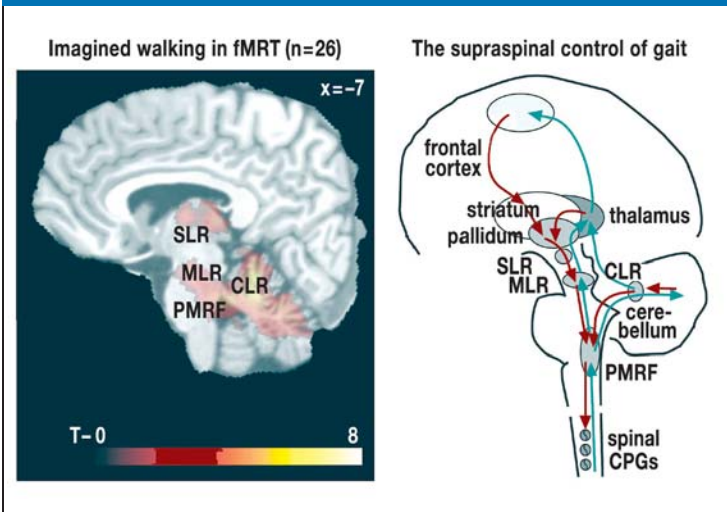 Imagined walking in fMRT (n=26)
x=–7
SLR
MLR
CLR
PMRF
T– 0
8
The supraspinal control of gait
frontal
cortex
striatum
thalamus
pallidum
SLR
MLR
CLR
cere-
bellum
PMRF
spinal
CPGs